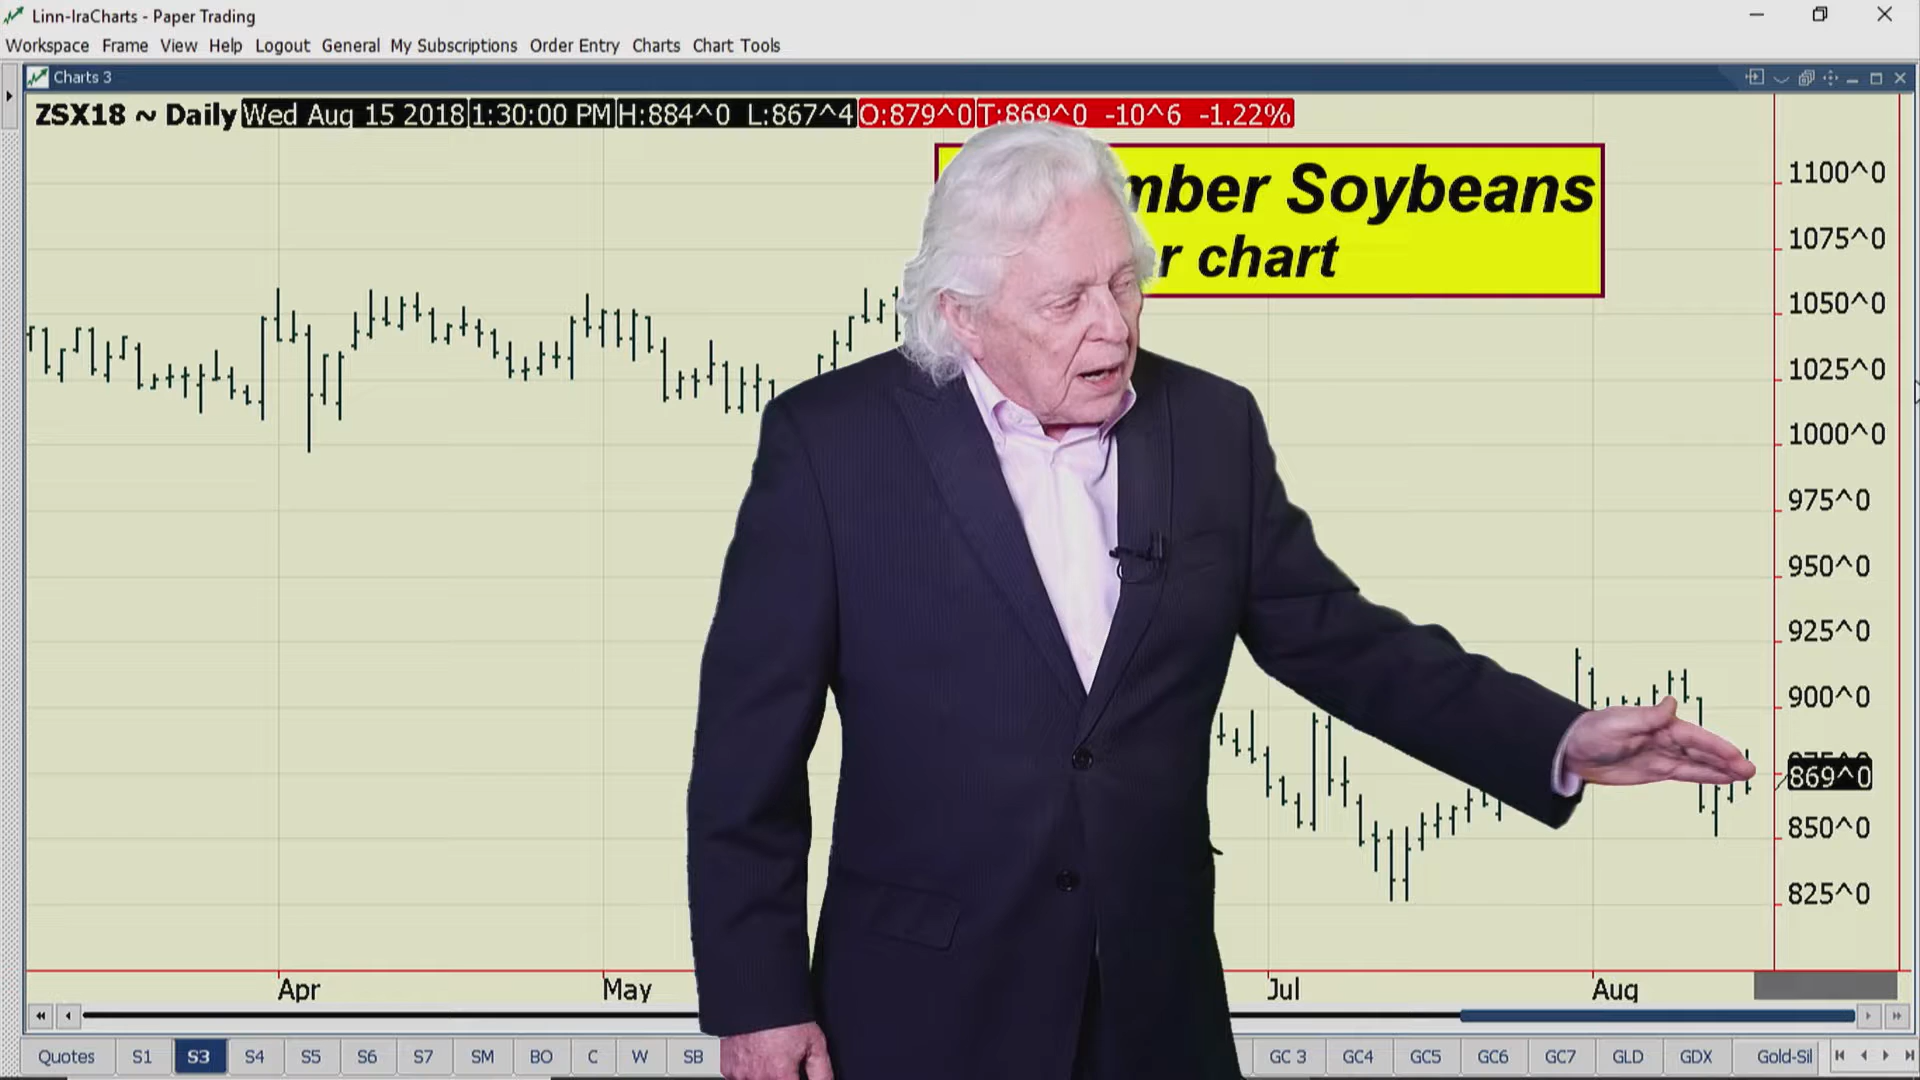 Linn-IraCharts - Paper Trading
Workspace Frame View Help Logout General My Subscriptions Order Entry Charts Chart Tools
Charts 3
ZSX18 ~ Daily Wed Aug 15 2018 1:30:00 PM H:884^0 L:867^4 O:879^0 T:869^0 -10^6 -1.22%
mber Soybeans
r chart
1100^0
1075^0
1050^0
1025^0
1000^0
975^0
950^0
925^0
900^0
869^0
850^0
825^0
Apr May Jul Aug
Quotes S1 S3 S4 S5 S6 S7 SM BO C W SB GC 3 GC4 GC5 GC6 GC7 GLD GDX Gold-Sil